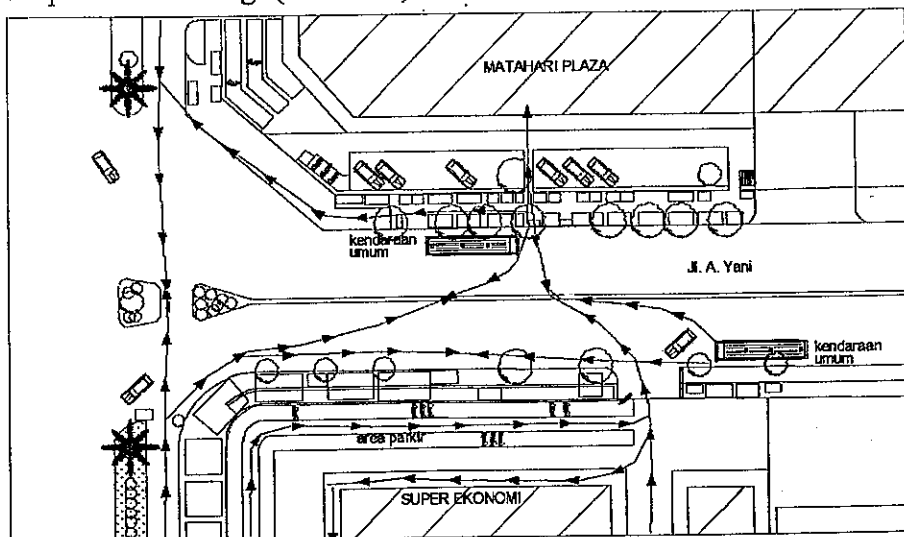 MATAHARI PLAZA
kendaraan
umum
Jl. A. Yani
kendaraan
umum
area parkir
SUPER EKONOMI